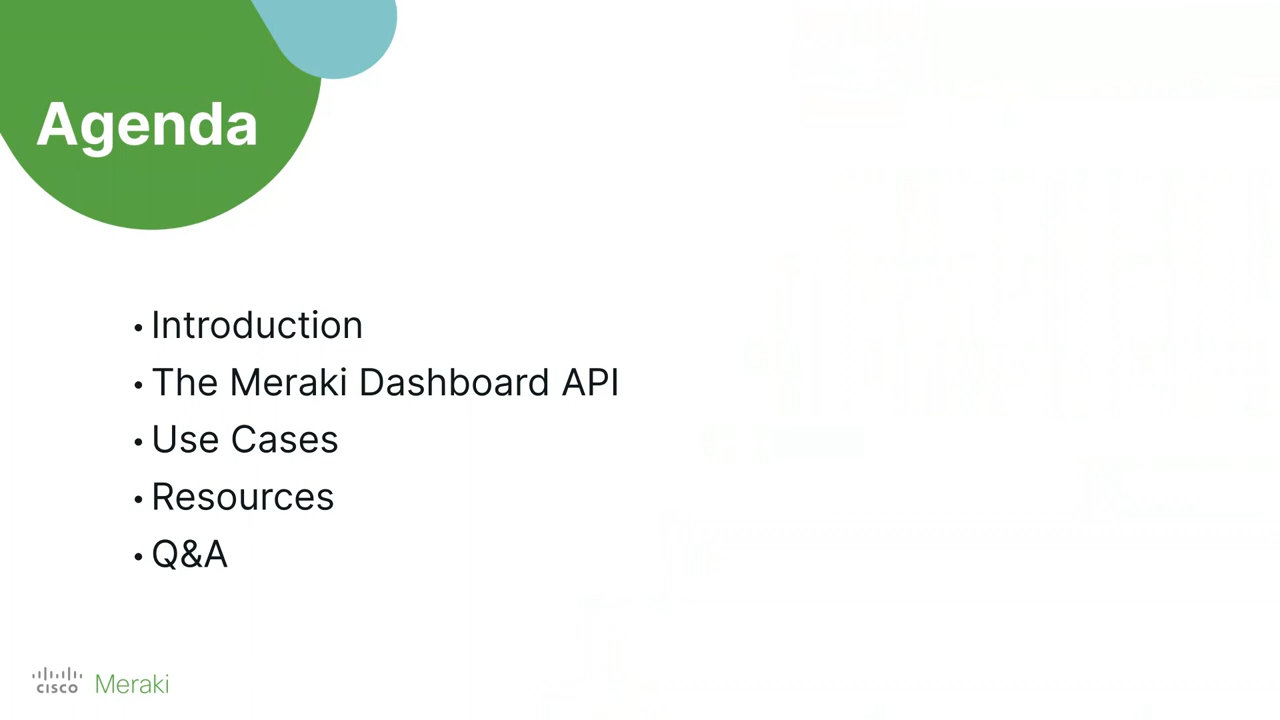 Agenda
• Introduction
• The Meraki Dashboard API
• Use Cases
• Resources
• Q&A
CISCO Meraki